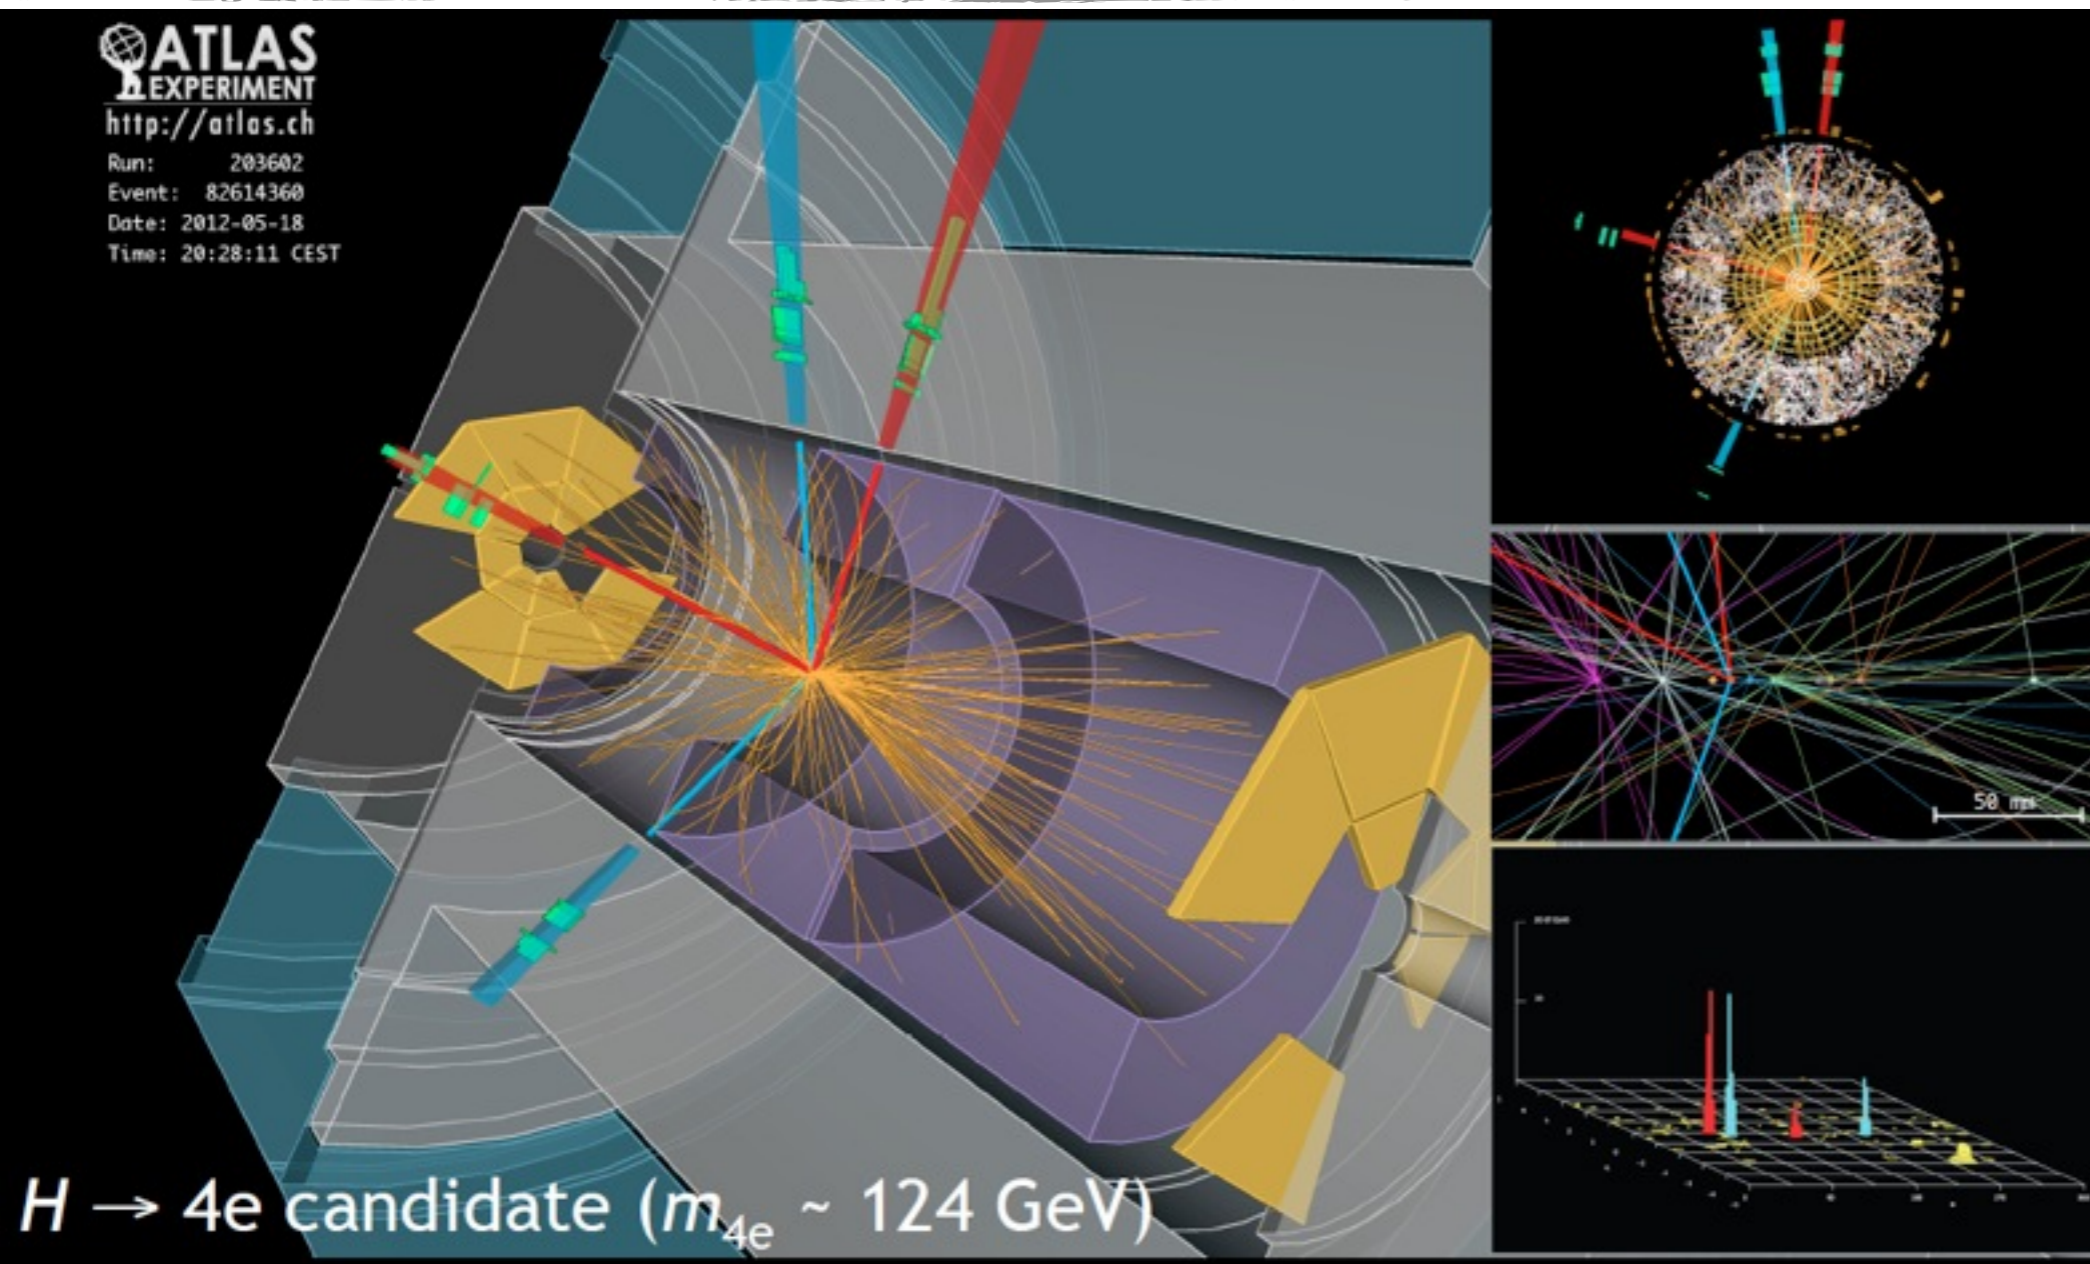 ATLAS
EXPERIMENT
http://atlas.ch
Run: 203602
Event: 82614360
Date: 2012-05-18
Time: 20:28:11 CEST
50 mm
H → 4e candidate (m4e ~ 124 GeV)